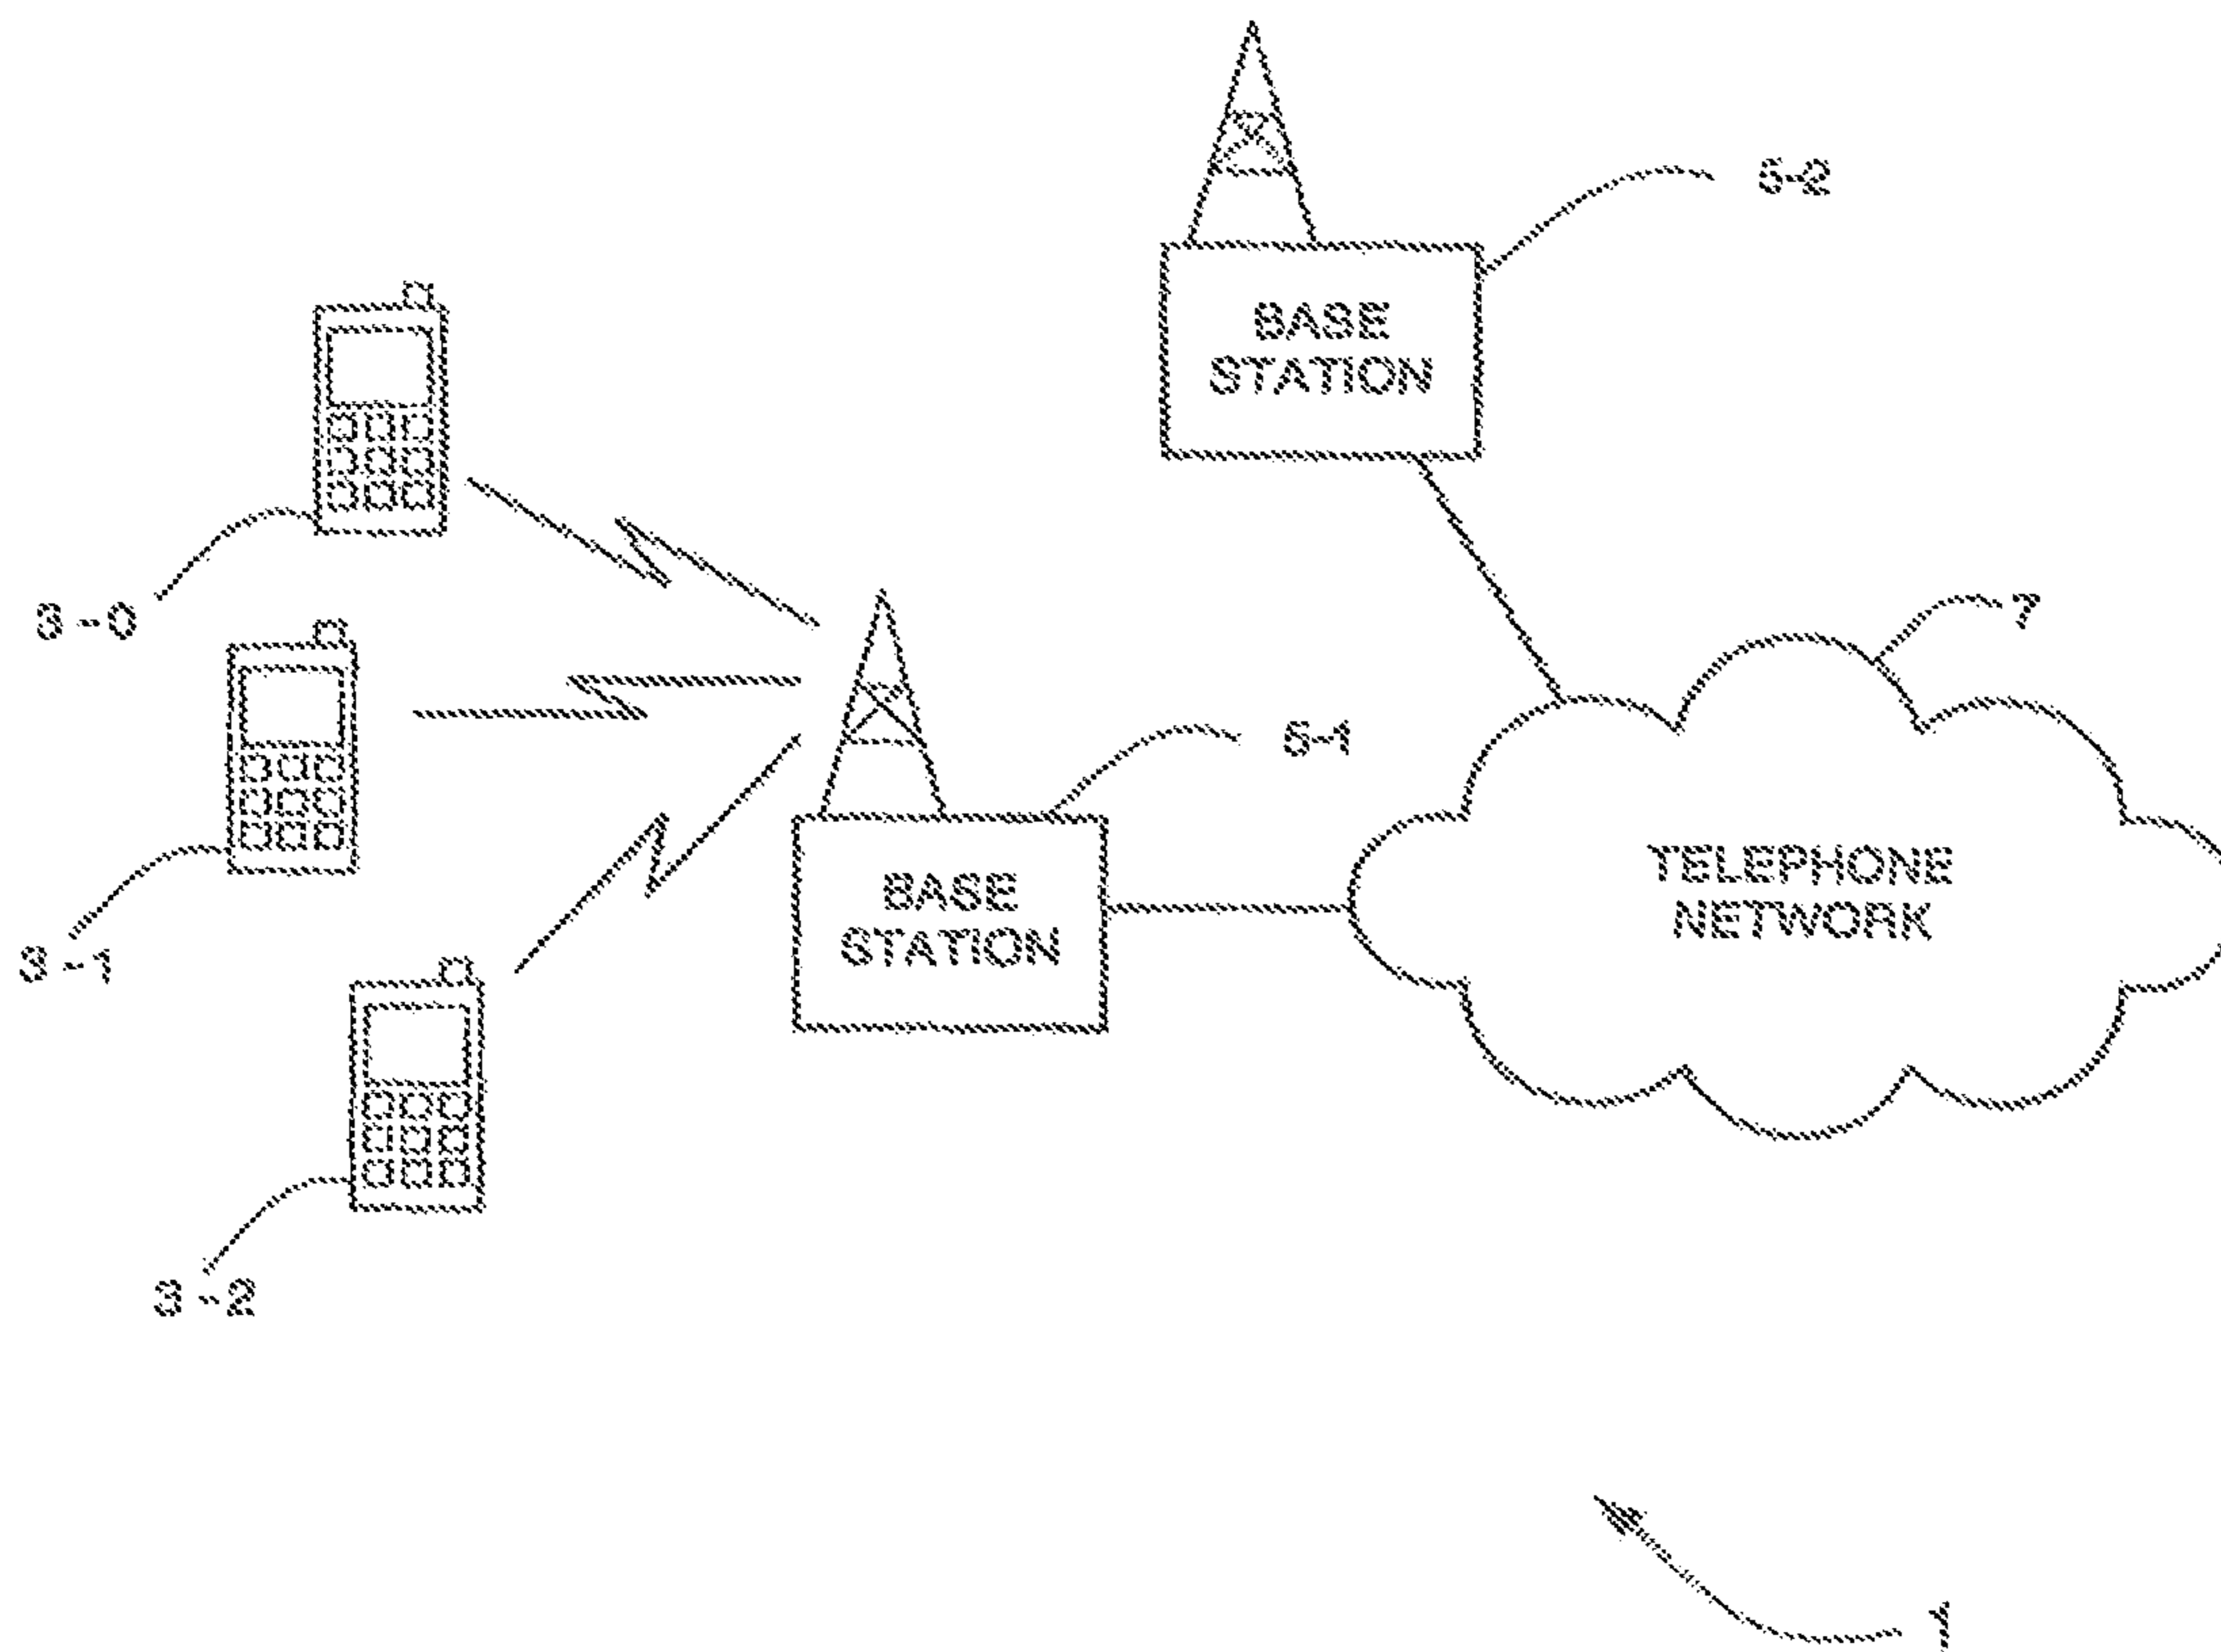 5-2
BASE
STATION
3-0
7
5-1
TELEPHONE
NETWORK
BASE
STATION
3-1
3-2
1